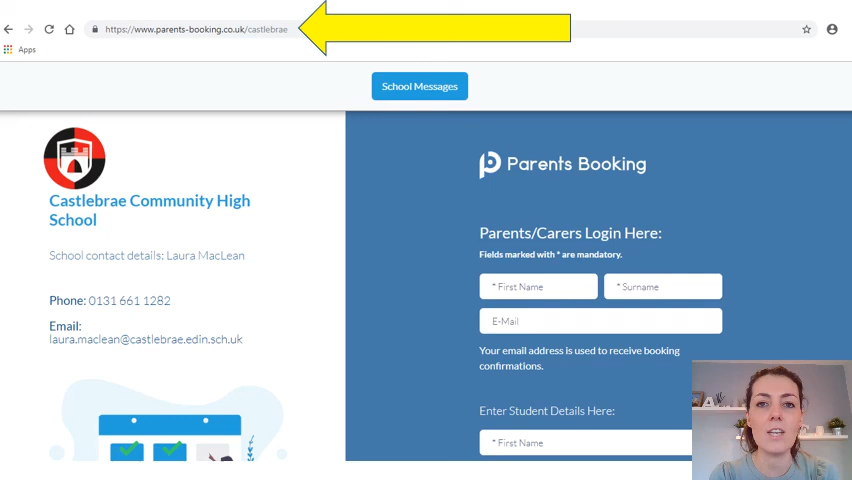 https://www.parents-booking.co.uk/castlebrae
Apps
School Messages
Castlebrae Community High
School
School contact details: Laura MacLean
Phone: 0131 661 1282
Email:
laura.maclean@castlebrae.edin.sch.uk
Parents Booking
Parents/Carers Login Here:
Fields marked with * are mandatory.
* First Name
* Surname
E-Mail
Your email address is used to receive booking
confirmations.
Enter Student Details Here:
* First Name